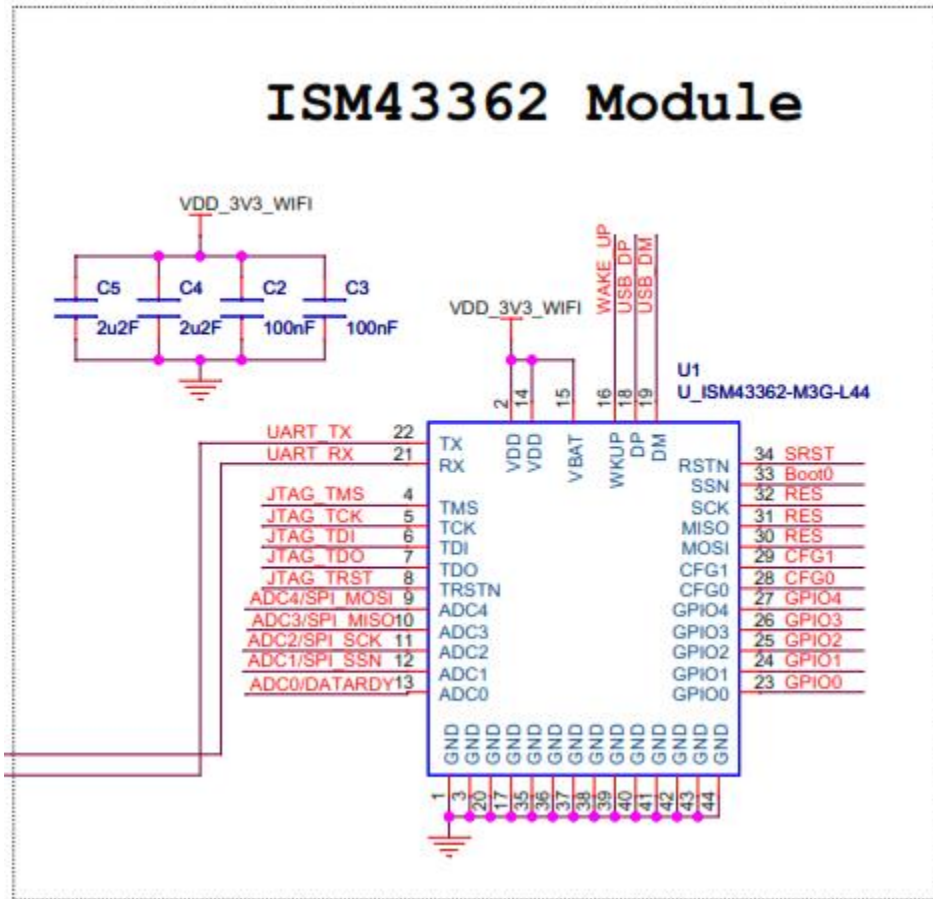 ISM43362 Module
VDD_3V3_WIFI
C5 C4 C2 C3
2u2F 2u2F 100nF 100nF
VDD_3V3_WIFI
WAKE_UP
USB_DP
USB_DM
U1
U_ISM43362-M3G-L44
2 14 15 16 18 19
VDD VDD VBAT WKUP DP DM
UART_TX 22 TX
UART_RX 21 RX
JTAG_TMS 4 TMS
JTAG_TCK 5 TCK
JTAG_TDI 6 TDI
JTAG_TDO 7 TDO
JTAG_TRST 8 TRSTN
ADC4/SPI_MOSI 9 ADC4
ADC3/SPI_MISO 10 ADC3
ADC2/SPI_SCK 11 ADC2
ADC1/SPI_SSN 12 ADC1
ADC0/DATARDY 13 ADC0
RSTN 34 SRST
SSN 33 Boot0
SCK 32 RES
MISO 31 RES
MOSI 30 RES
CFG1 29 CFG1
CFG0 28 CFG0
GPIO4 27 GPIO4
GPIO3 26 GPIO3
GPIO2 25 GPIO2
GPIO1 24 GPIO1
GPIO0 23 GPIO0
GND GND GND GND GND GND GND GND GND GND GND GND GND GND
1 3 20 17 35 36 37 38 39 40 41 42 43 44